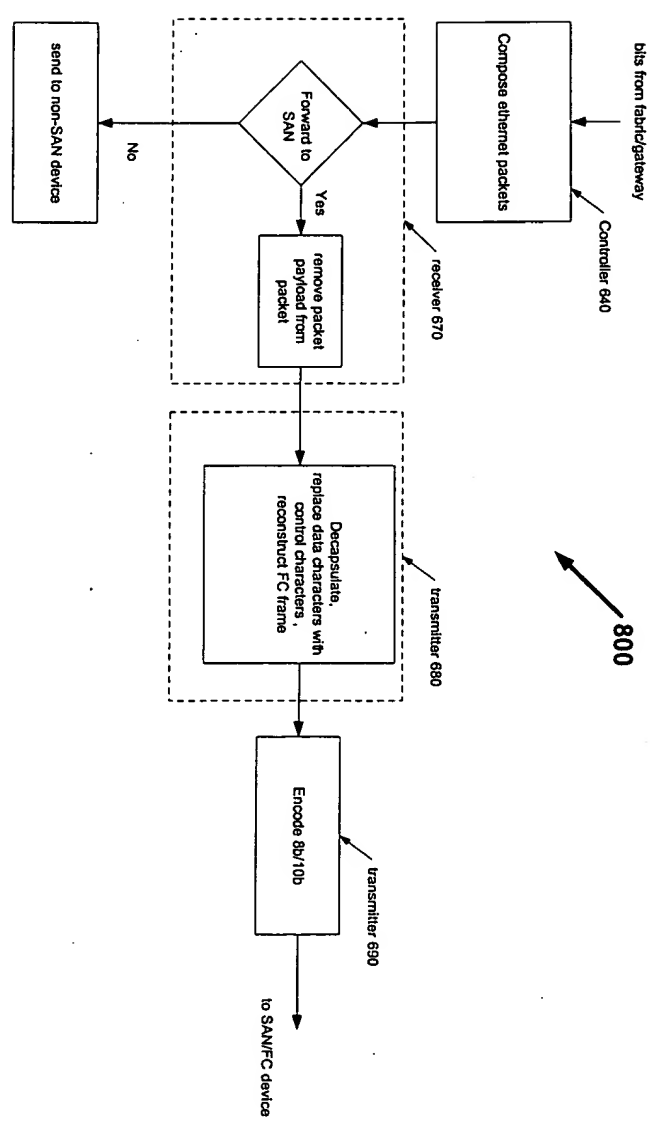 800
bits from fabric/gateway
Controller 640
Compose ethernet packets
receiver 670
Forward to
SAN
Yes
No
send to non-SAN device
remove packet
payload from
packet
transmitter 680
Decapsulate,
replace data characters with
control characters ,
reconstruct FC frame
transmitter 690
Encode 8b/10b
to SAN/FC device